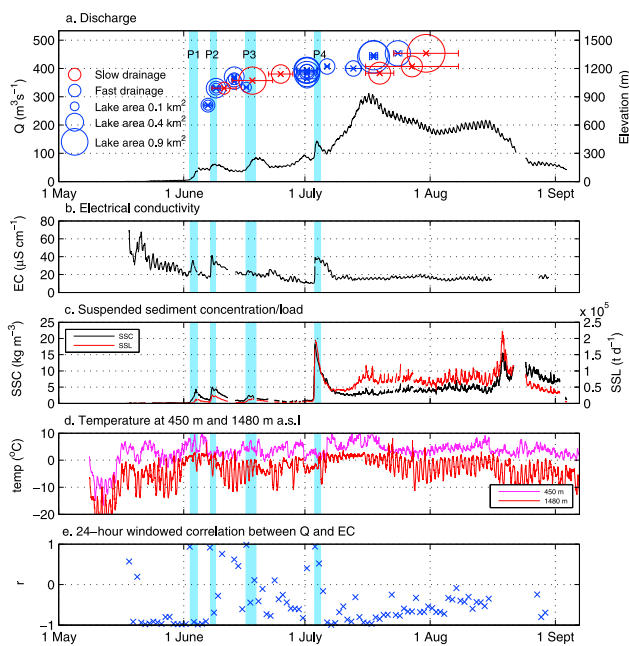 a. Discharge
500
400
300
200
100
0
Q (m³s⁻¹)
P1
P2
P3
P4
Slow drainage
Fast drainage
Lake area 0.1 km²
Lake area 0.4 km²
Lake area 0.9 km²
1500
1200
900
600
300
0
Elevation (m)
1 May
1 June
1 July
1 Aug
1 Sept
b. Electrical conductivity
80
60
40
20
0
EC (μS cm⁻¹)
c. Suspended sediment concentration/load
x 10⁵
25
20
15
10
5
0
SSC (kg m⁻³)
SSC
SSL
2.5
2
1.5
1
0.5
0
SSL (t d⁻¹)
d. Temperature at 450 m and 1480 m a.s.l
10
0
−10
−20
temp (°C)
450 m
1480 m
e. 24−hour windowed correlation between Q and EC
1
0
−1
r
1 May
1 June
1 July
1 Aug
1 Sept